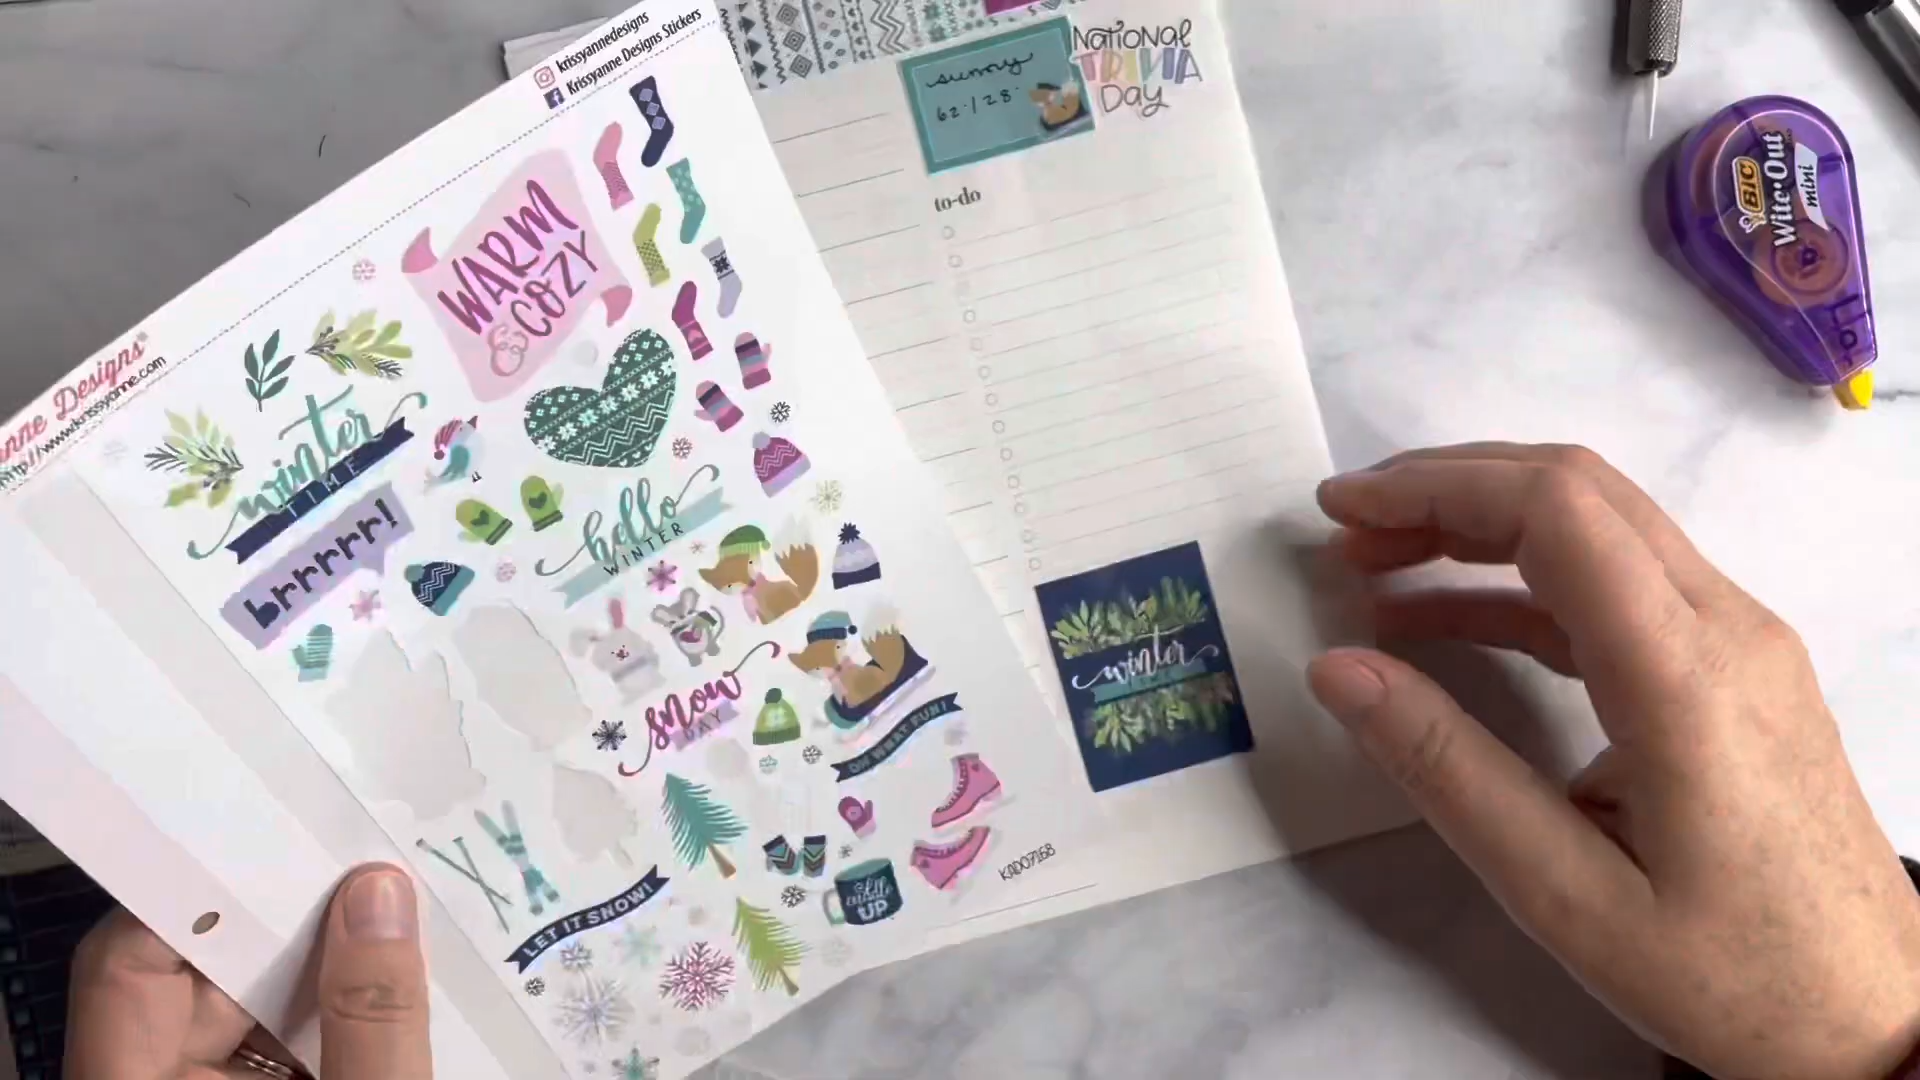 krissyannedesigns
Krissyanne Designs Stickers
anne Designs
http://www.krissyanne.com
WARM
& COZY
winter
TIME
brrrrr!
hello
WINTER
snow
DAY
OH WHAT FUN!
LET IT SNOW!
UP
KAD07168
sunny
62°/28°
NATIONAL
TRIVIA
Day
to-do
winter
BIC
Wite·Out
mini